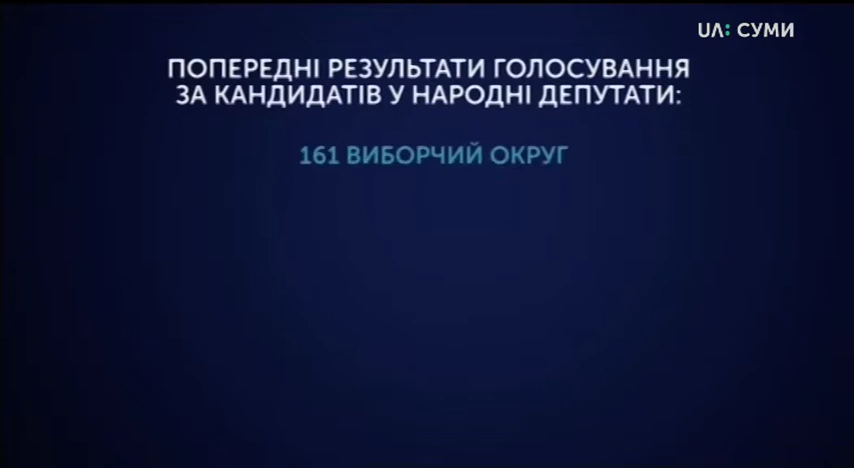 UA: СУМИ
ПОПЕРЕДНІ РЕЗУЛЬТАТИ ГОЛОСУВАННЯ
ЗА КАНДИДАТІВ У НАРОДНІ ДЕПУТАТИ:
161 ВИБОРЧИЙ ОКРУГ